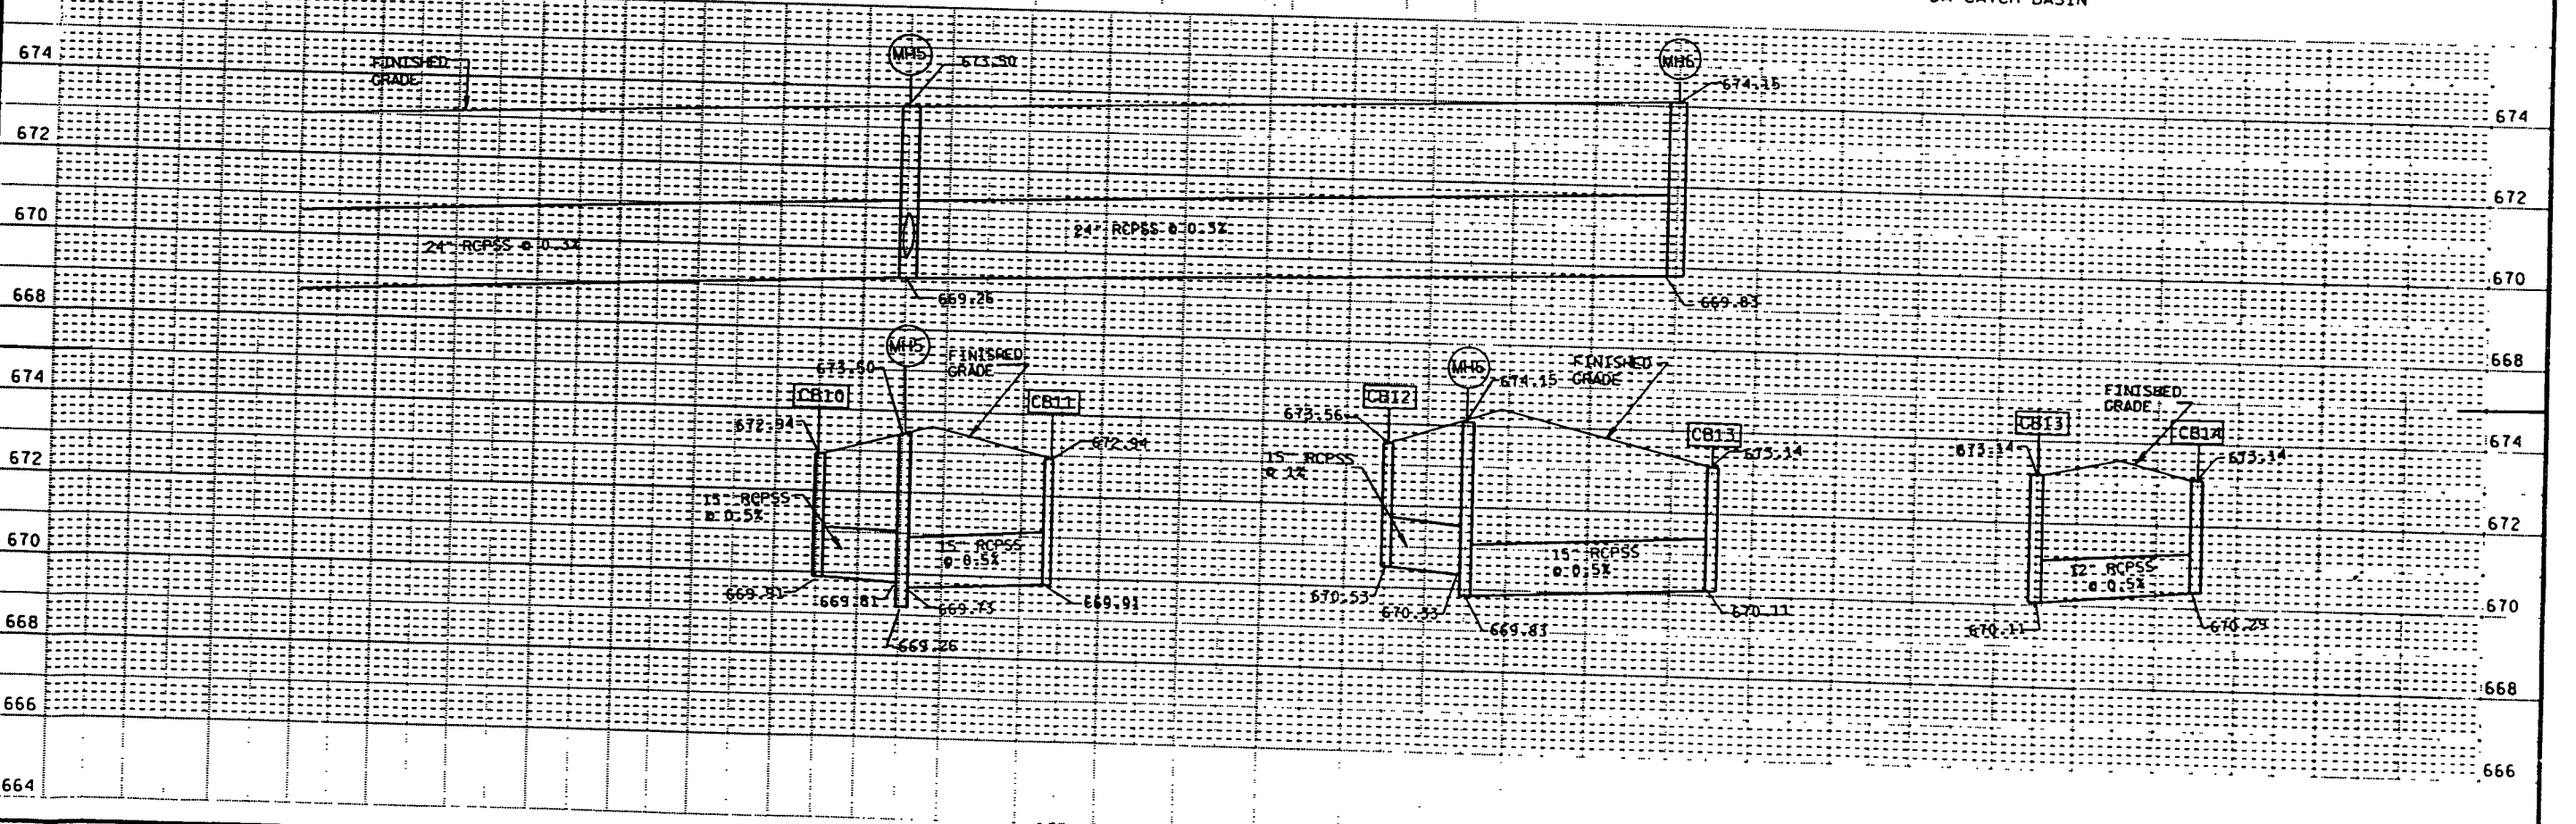 CATCH BASIN
674
FINISHED
GRADE
MH5
673.50
MH6
674.15
674
672
672
670
24" RCPSS @ 0.3%
24" RCPSS @ 0.3%
670
668
669.26
669.83
668
MH5
673.50
FINISHED
GRADE
674
CB10
672.94
CB11
672.94
MH6
674.15
FINISHED
GRADE
CB12
673.56
CB13
673.14
FINISHED
GRADE
CB13
673.14
CB14
673.14
674
672
15" RCPSS
@ 0.5%
15" RCPSS
@ 1%
672
670
15" RCPSS
@ 0.5%
15" RCPSS
@ 0.5%
12" RCPSS
@ 0.5%
670
669.91
669.81
669.73
669.91
670.53
670.33
669.83
670.11
670.11
670.29
668
669.26
668
666
666
664